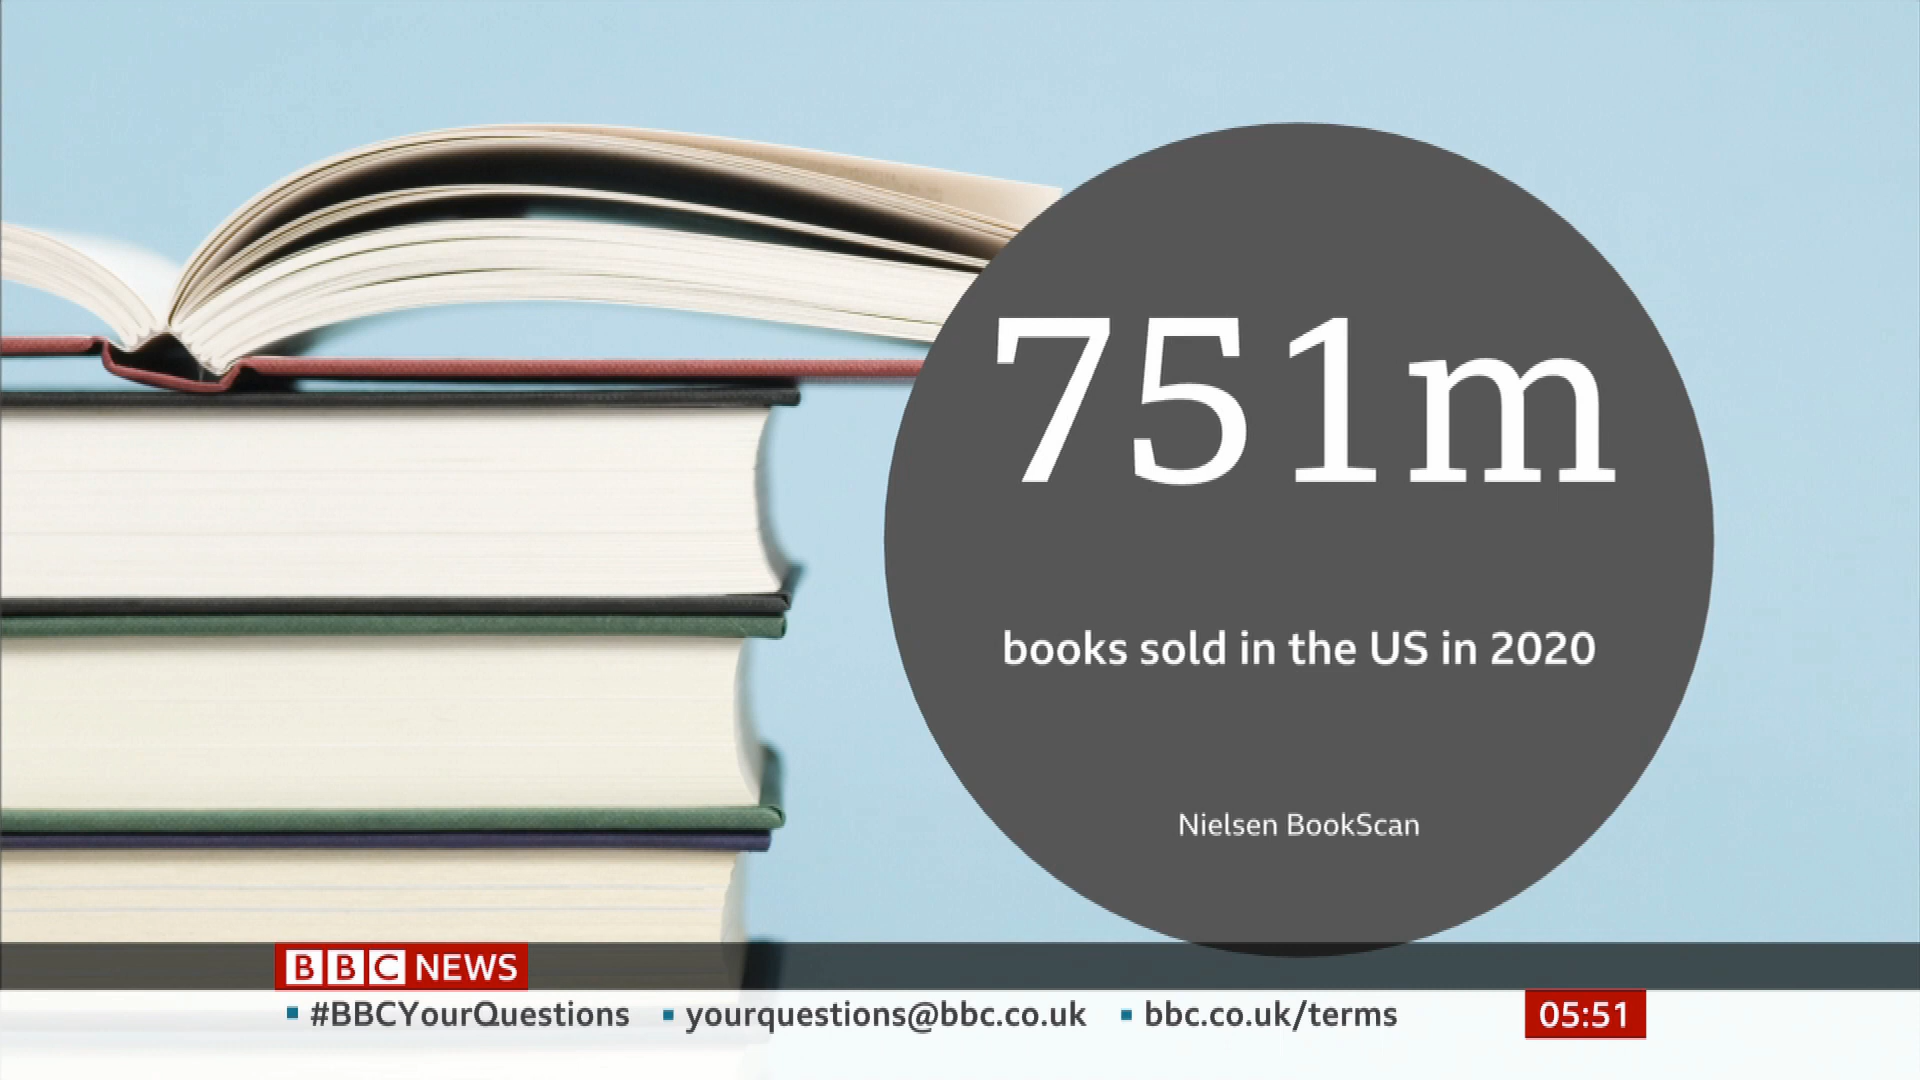 751m
books sold in the US in 2020
Nielsen BookScan
BBC NEWS
#BBCYourQuestions yourquestions@bbc.co.uk bbc.co.uk/terms 05:51